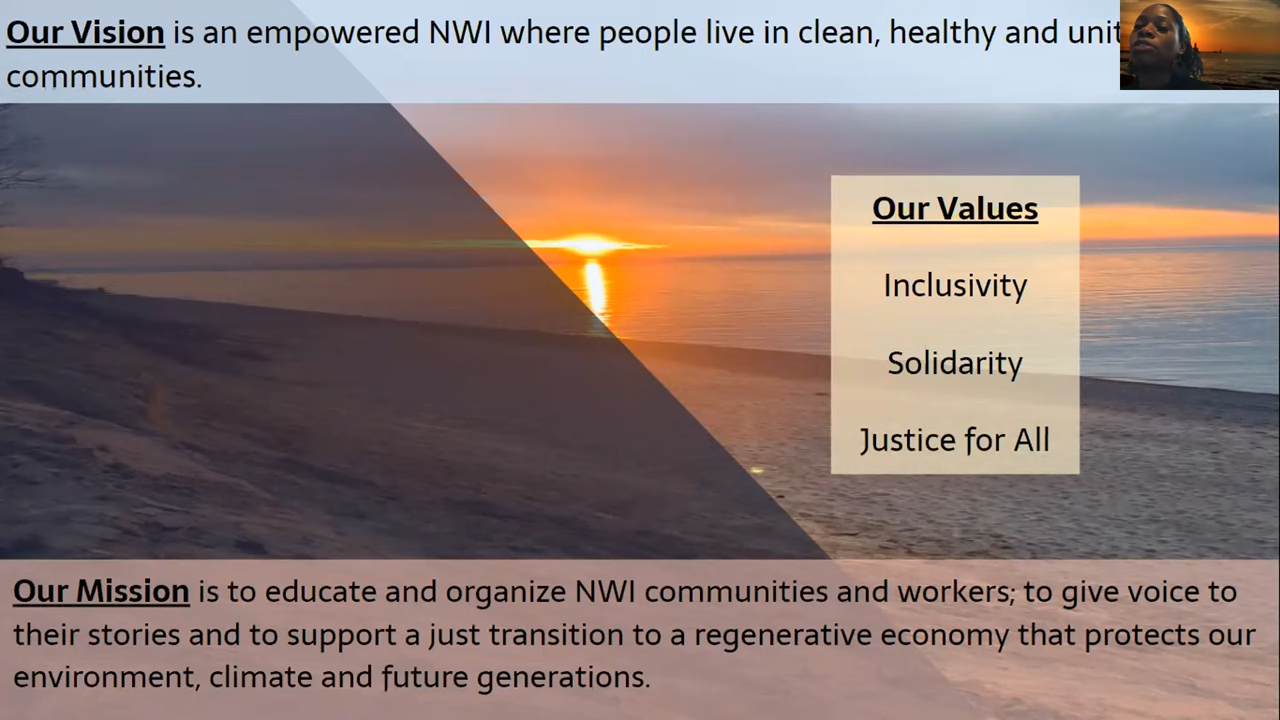 Our Vision is an empowered NWI where people live in clean, healthy and
communities.
Our Values
Inclusivity
Solidarity
Justice for All
Our Mission is to educate and organize NWI communities and workers; to give voice to
their stories and to support a just transition to a regenerative economy that protects our
environment, climate and future generations.